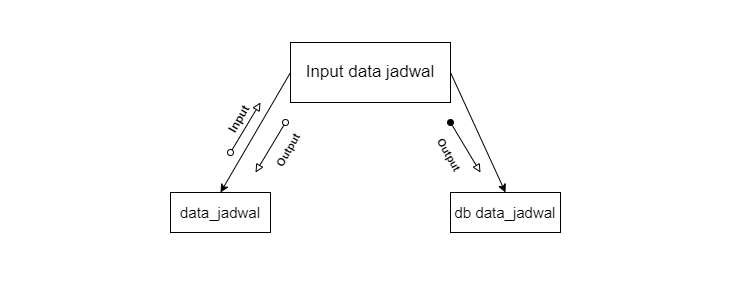 Input data jadwal
Input
Output
Output
data_jadwal
db data_jadwal